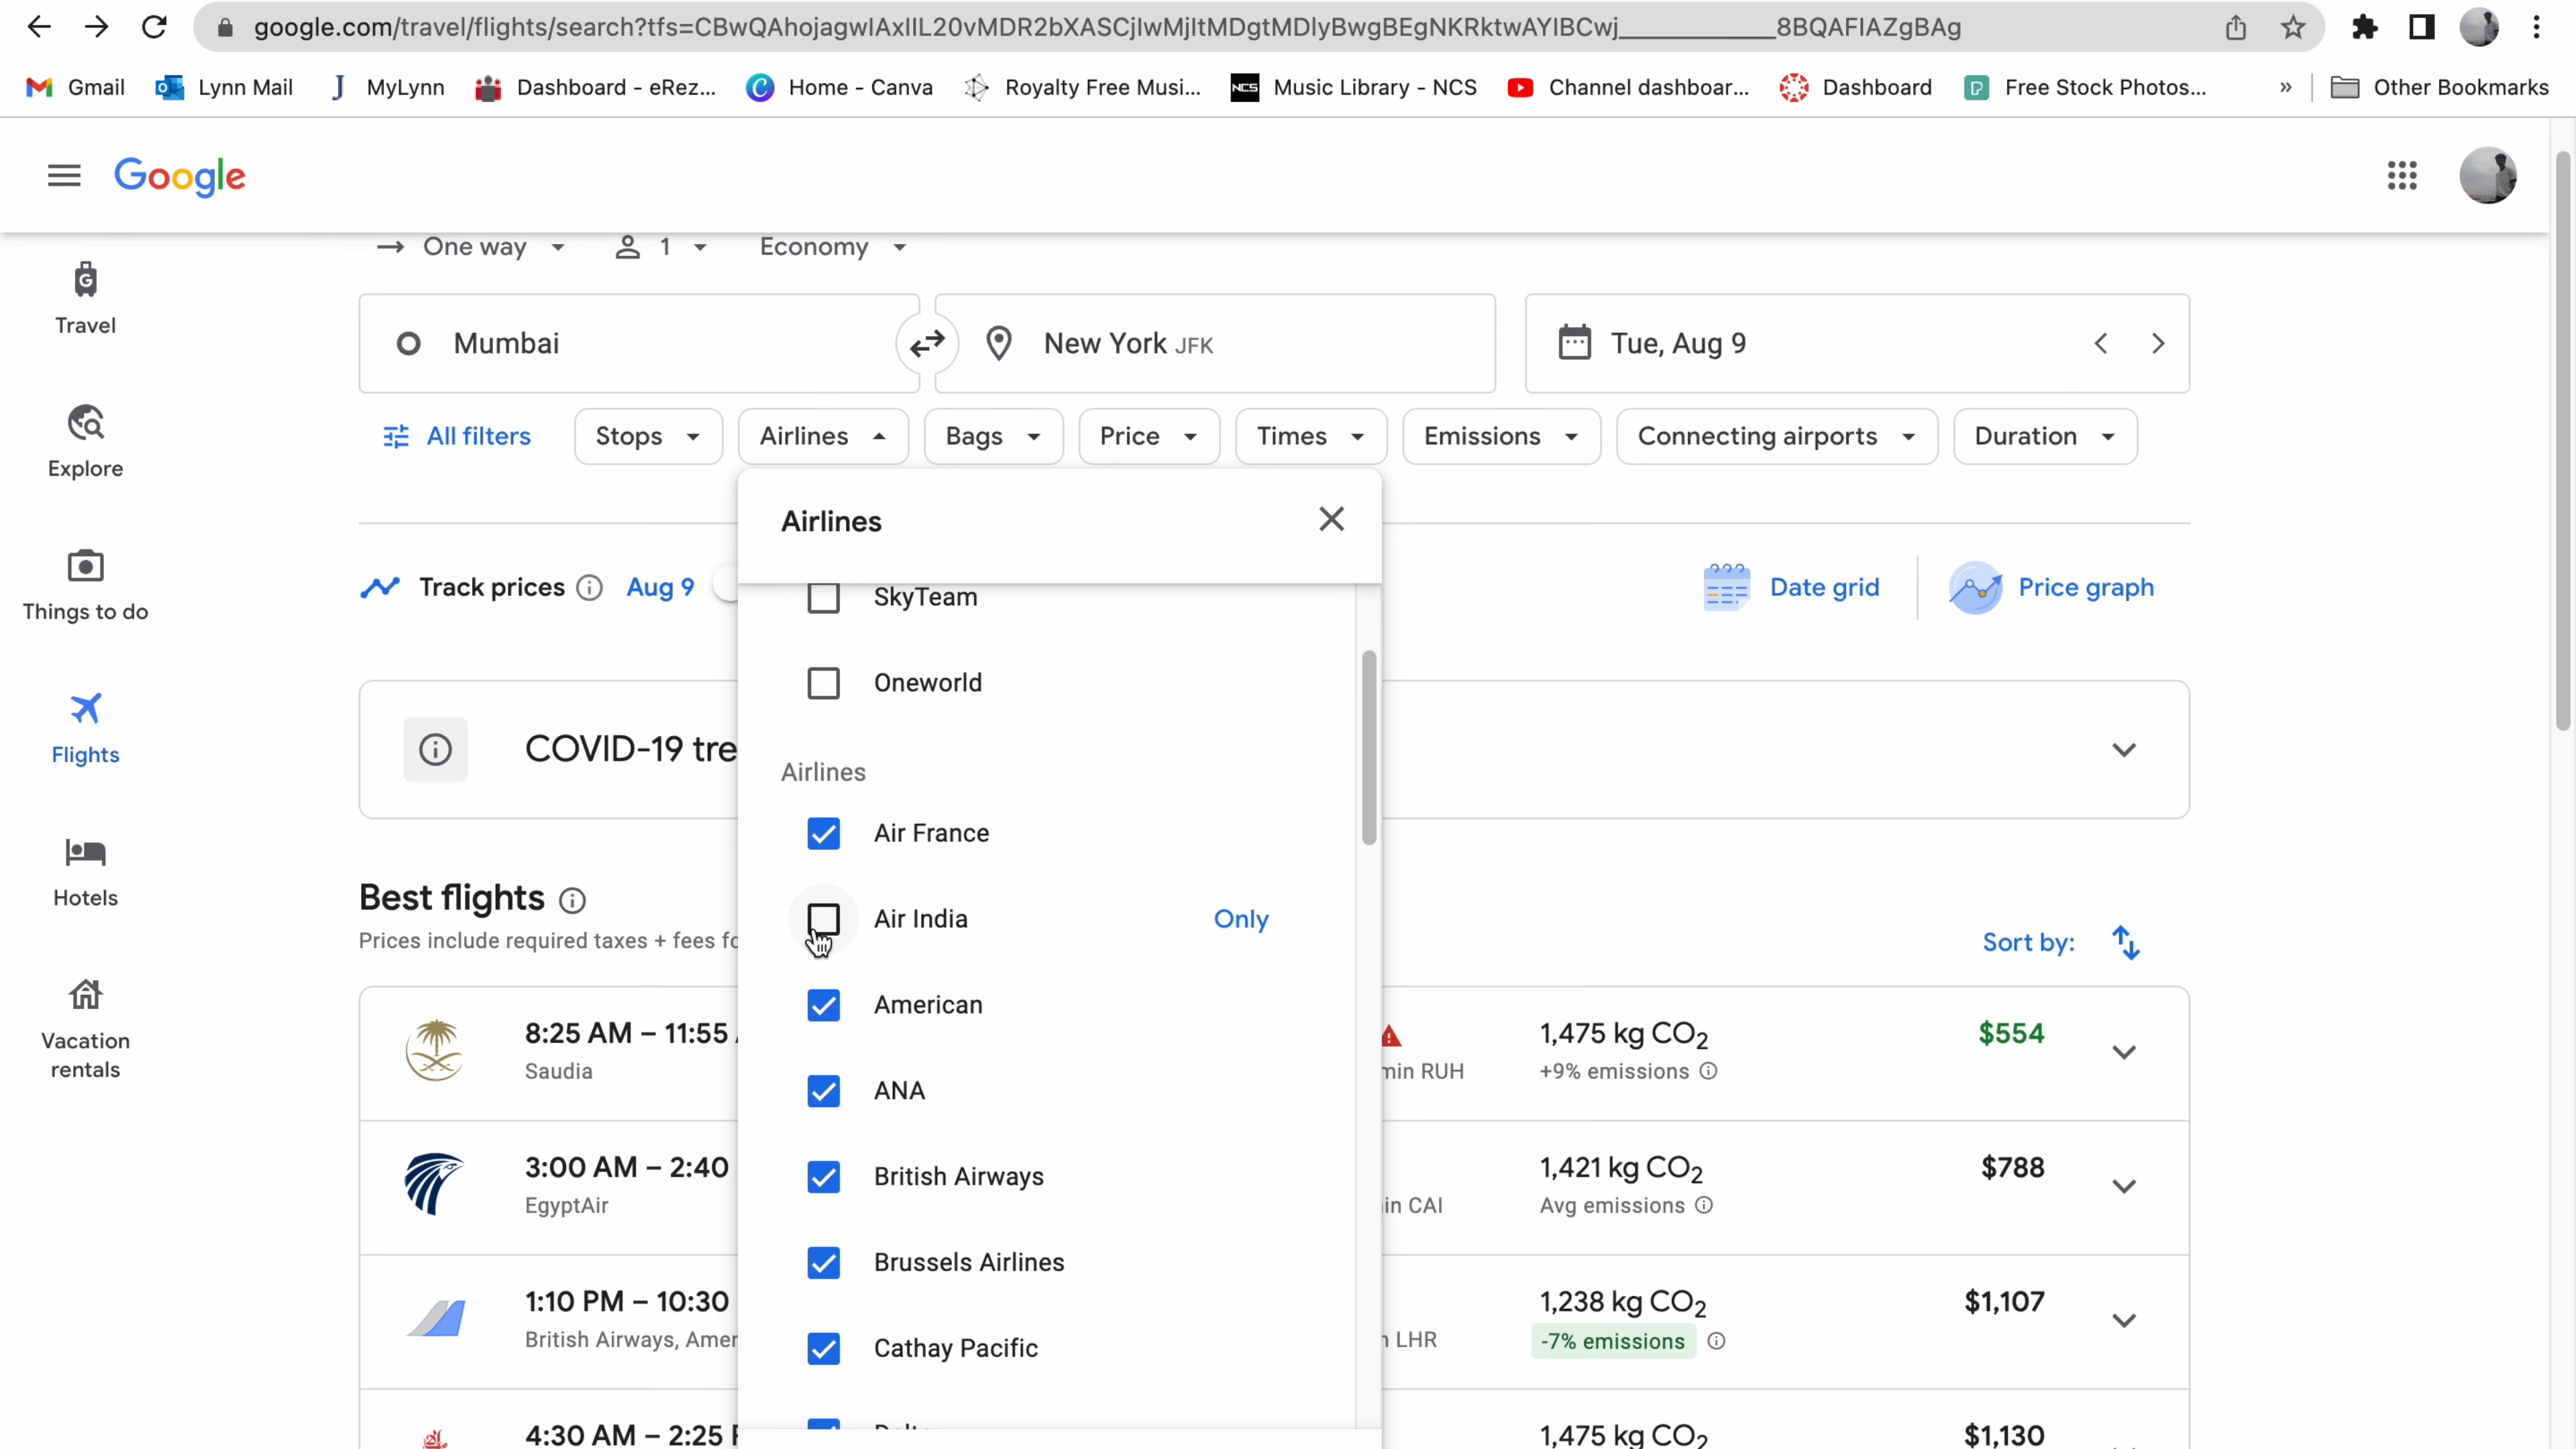 google.com/travel/flights/search?tfs=CBwQAhojagwIAxIIL20vMDR2bXASCjIwMjItMDgtMDlyBwgBEgNKRktwAYIBCwj___________8BQAFIAZgBAg
Gmail Lynn Mail MyLynn Dashboard - eRez... Home - Canva Royalty Free Musi... NCS Music Library - NCS Channel dashboar... Dashboard Free Stock Photos... » Other Bookmarks
Google
One way 1 Economy
Travel
Mumbai New York JFK Tue, Aug 9
All filters Stops Airlines Bags Price Times Emissions Connecting airports Duration
Explore
Airlines
Track prices Aug 9 Date grid Price graph
SkyTeam
Things to do
Oneworld
COVID-19 tre
Flights
Airlines
Air France
Best flights
Hotels
Air India Only
Prices include required taxes + fees fo
Sort by:
American
8:25 AM – 11:55 1,475 kg CO2 $554
Saudia min RUH +9% emissions
Vacation
rentals
ANA
3:00 AM – 2:40 1,421 kg CO2 $788
British Airways
EgyptAir in CAI Avg emissions
Brussels Airlines
1:10 PM – 10:30 1,238 kg CO2 $1,107
British Airways, Amer LHR -7% emissions
Cathay Pacific
4:30 AM – 2:25 1,475 kg CO2 $1,130